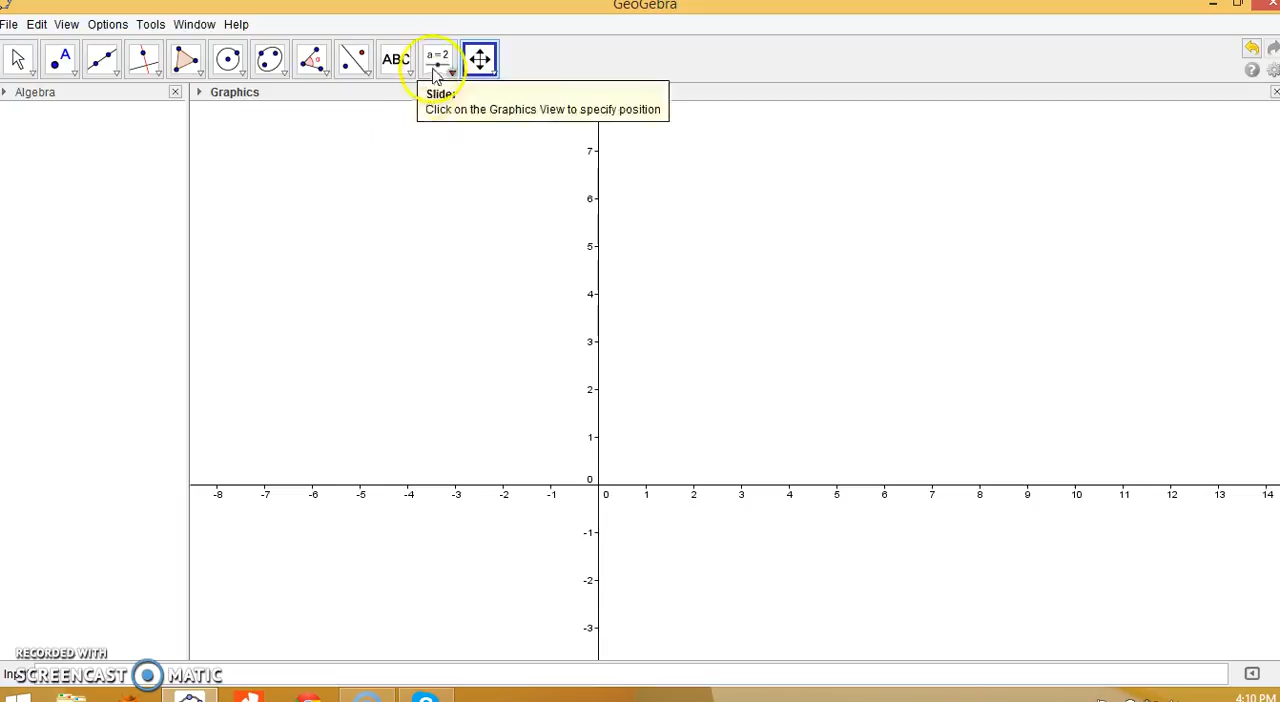 GeoGebra
File Edit View Options Tools Window Help
A
ABC
a=2
Algebra
Graphics
Slide
Click on the Graphics View to specify position
7
6
5
4
3
2
1
0
-8 -7 -6 -5 -4 -3 -2 -1 0 1 2 3 4 5 6 7 8 9 10 11 12 13 14
-1
-2
-3
RECORDED WITH
SCREENCAST MATIC
4:10 PM